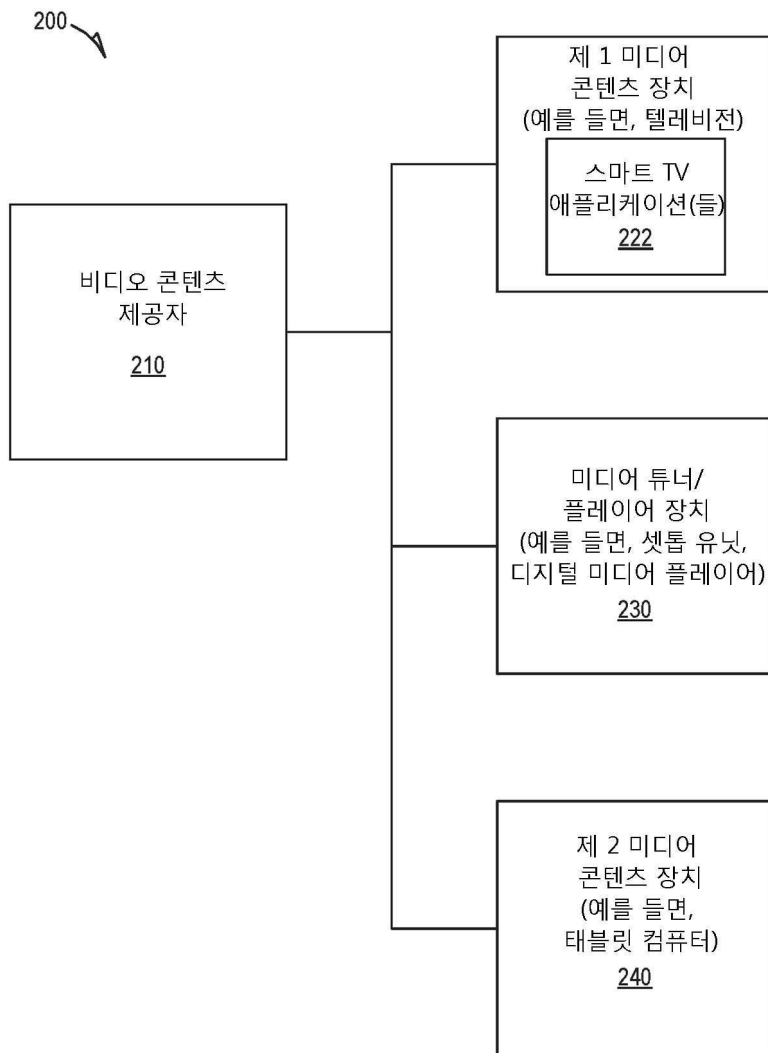 200
제 1 미디어
콘텐츠 장치
(예를 들면, 텔레비전)
스마트 TV
애플리케이션(들)
222
비디오 콘텐츠
제공자
210
미디어 튜너/
플레이어 장치
(예를 들면, 셋톱 유닛,
디지털 미디어 플레이어)
230
제 2 미디어
콘텐츠 장치
(예를 들면,
태블릿 컴퓨터)
240